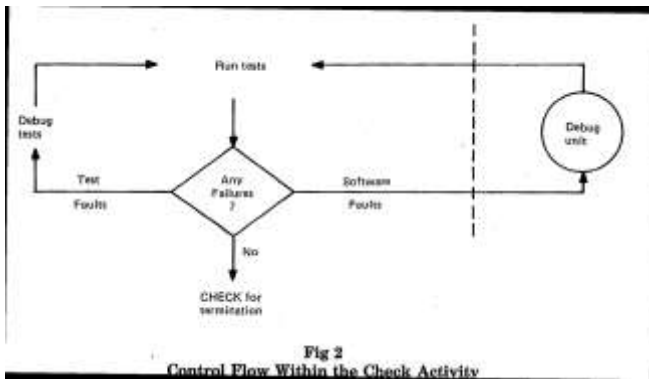 Run tests
Debug
tests
Debug
unit
Test
Faults
Any
Failures
?
Software
Faults
No
CHECK for
termination
Fig 2
Control Flow Within the Check Activity